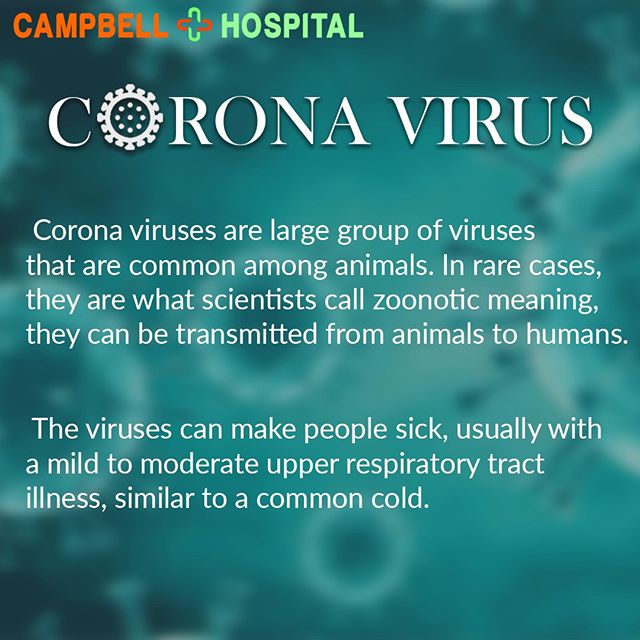 CAMPBELL HOSPITAL
CORONA VIRUS
Corona viruses are large group of viruses
that are common among animals. In rare cases,
they are what scientists call zoonotic meaning,
they can be transmitted from animals to humans.
The viruses can make people sick, usually with
a mild to moderate upper respiratory tract
illness, similar to a common cold.